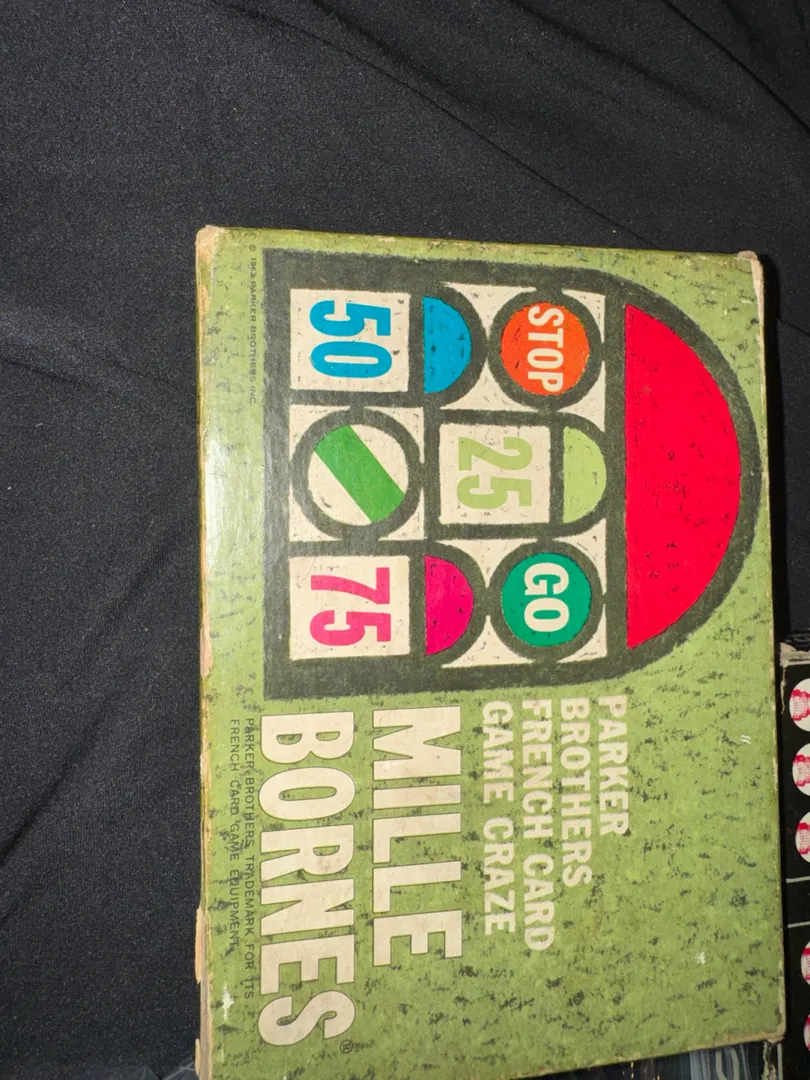 STOP
GO
25
50
75
© 1962 PARKER BROTHERS INC.
PARKER
BROTHERS
FRENCH CARD
GAME CRAZE
MILLE
BORNES®
PARKER BROTHERS TRADEMARK FOR ITS
FRENCH CARD GAME EQUIPMENT